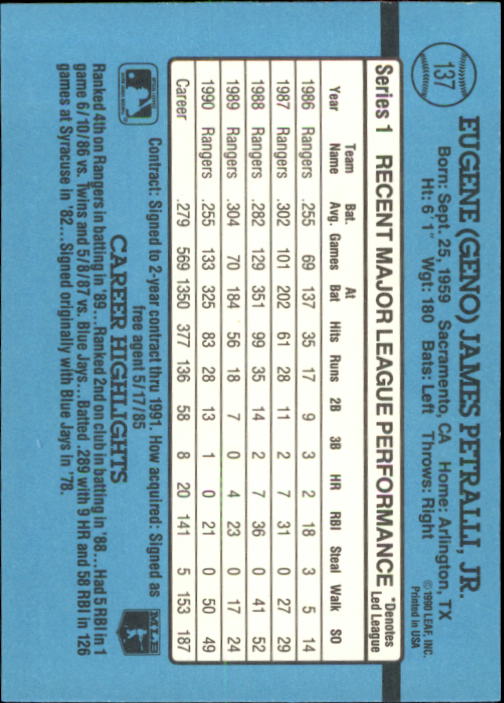 137
EUGENE (GENO) JAMES PETRALLI, JR.
Born: Sept. 25, 1959 Sacramento, CA Home: Arlington, TX
Ht: 6' 1" Wgt: 180 Bats: Left Throws: Right
© 1990 LEAF, INC.
Printed in USA
Series 1 RECENT MAJOR LEAGUE PERFORMANCE *Denotes Led League
Year Team Name Bat. Avg. Games At Bat Hits Runs 2B 3B HR RBI Steal Walk SO
1986 Rangers .255 69 137 35 17 9 3 2 18 3 5 14
1987 Rangers .302 101 202 61 28 11 2 7 31 0 27 29
1988 Rangers .282 129 351 99 35 14 2 7 36 0 41 52
1989 Rangers .304 70 184 56 18 7 0 4 23 0 17 24
1990 Rangers .255 133 325 83 28 13 1 0 21 0 50 49
Career .279 569 1350 377 136 58 8 20 141 5 153 187
Contract: Signed to 2-year contract thru 1991. How acquired: Signed as
free agent 5/17/85
CAREER HIGHLIGHTS
MLB
Ranked 4th on Rangers in batting in '89...Ranked 2nd on club in batting in '88...Had 5 RBI in 1
game 6/10/86 vs. Twins and 5/8/87 vs. Blue Jays...Batted .289 with 9 HR and 58 RBI in 126
games at Syracuse in '82...Signed originally with Blue Jays in '78.